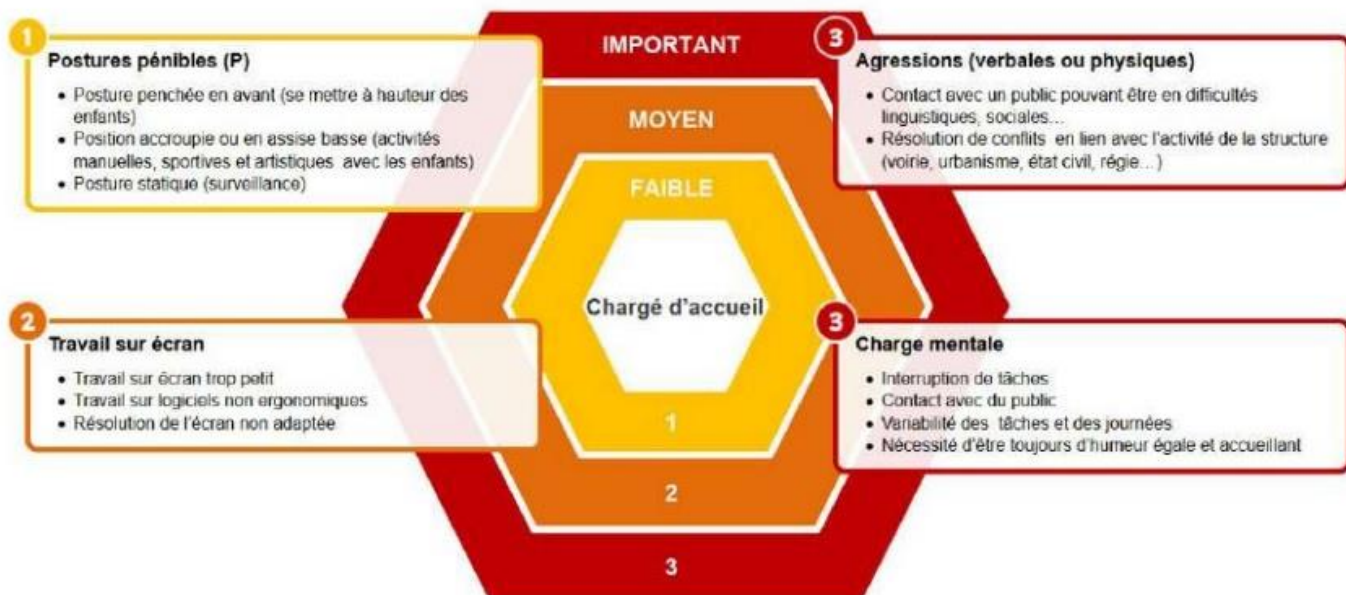 1
Postures pénibles (P)
• Posture penchée en avant (se mettre à hauteur des
enfants)
• Position accroupie ou en assise basse (activités
manuelles, sportives et artistiques avec les enfants)
• Posture statique (surveillance)
IMPORTANT
MOYEN
FAIBLE
3
Agressions (verbales ou physiques)
• Contact avec un public pouvant être en difficultés
linguistiques, sociales...
• Résolution de conflits en lien avec l'activité de la structure
(voirie, urbanisme, état civil, régie...)
Chargé d'accueil
2
Travail sur écran
• Travail sur écran trop petit
• Travail sur logiciels non ergonomiques
• Résolution de l'écran non adaptée
3
Charge mentale
• Interruption de tâches
• Contact avec du public
• Variabilité des tâches et des journées
• Nécessité d'être toujours d'humeur égale et accueillant
1
2
3